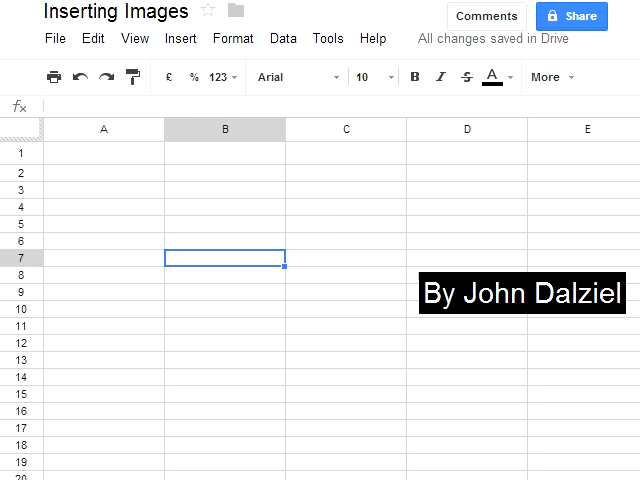 Inserting Images
Comments Share
File Edit View Insert Format Data Tools Help All changes saved in Drive
£ % 123 Arial 10 B I S A More
fx
A B C D E
1
2
3
4
5
6
7
8
9
By John Dalziel
10
11
12
13
14
15
16
17
18
19
20